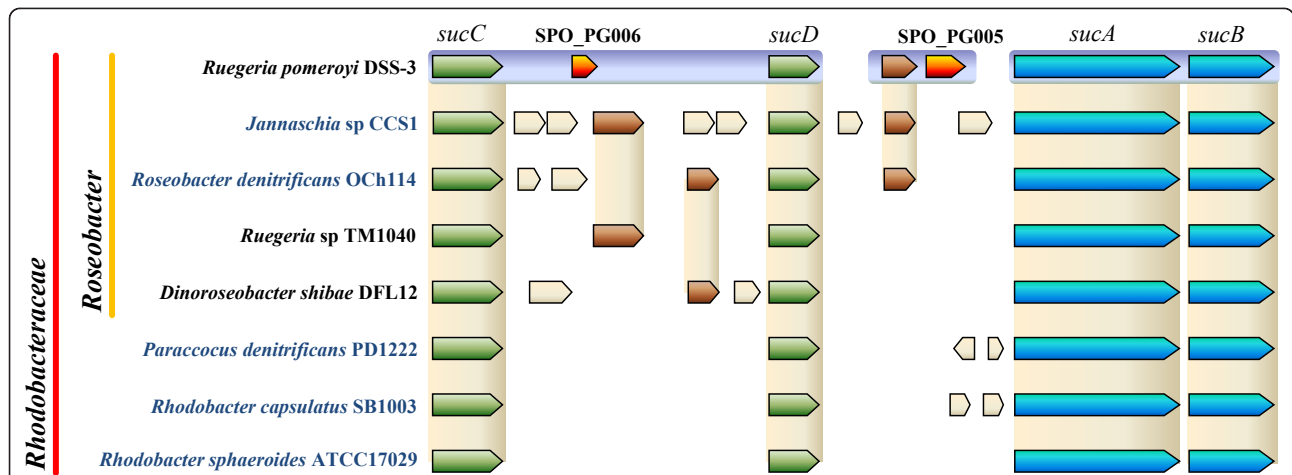 sucC SPO_PG006 sucD SPO_PG005 sucA sucB
Ruegeria pomeroyi DSS-3
Jannaschia sp CCS1
Roseobacter denitrificans OCh114
Ruegeria sp TM1040
Dinoroseobacter shibae DFL12
Paraccocus denitrificans PD1222
Rhodobacter capsulatus SB1003
Rhodobacter sphaeroides ATCC17029
Roseobacter
Rhodobacteraceae